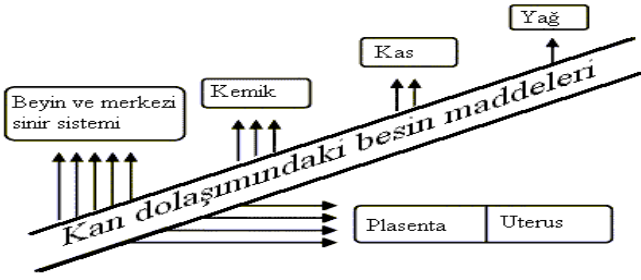 Yağ
Kas
Kemik
Beyin ve merkezi
sinir sistemi
Kan dolaşımındaki besin maddeleri
Plasenta
Uterus